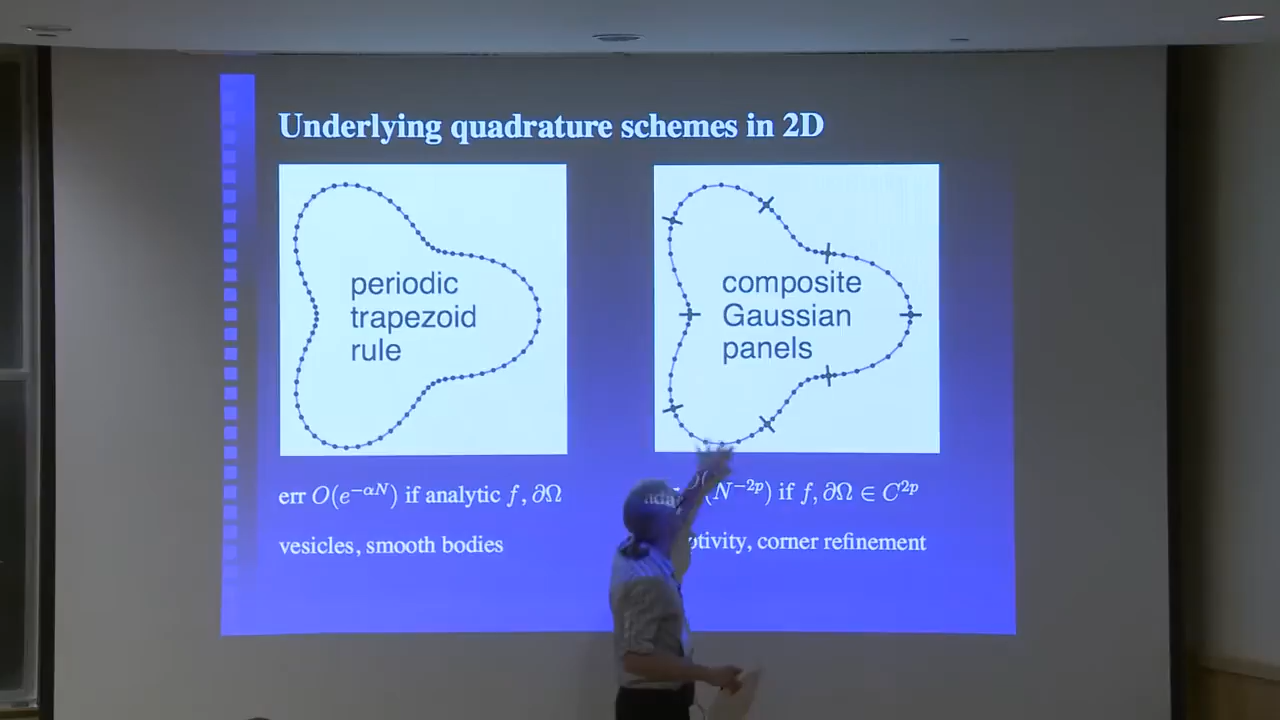 Underlying quadrature schemes in 2D
periodic
trapezoid
rule
composite
Gaussian
panels
err O(e^{-αN}) if analytic f, ∂Ω
(N^{-2p}) if f, ∂Ω ∈ C^{2p}
vesicles, smooth bodies
ptivity, corner refinement